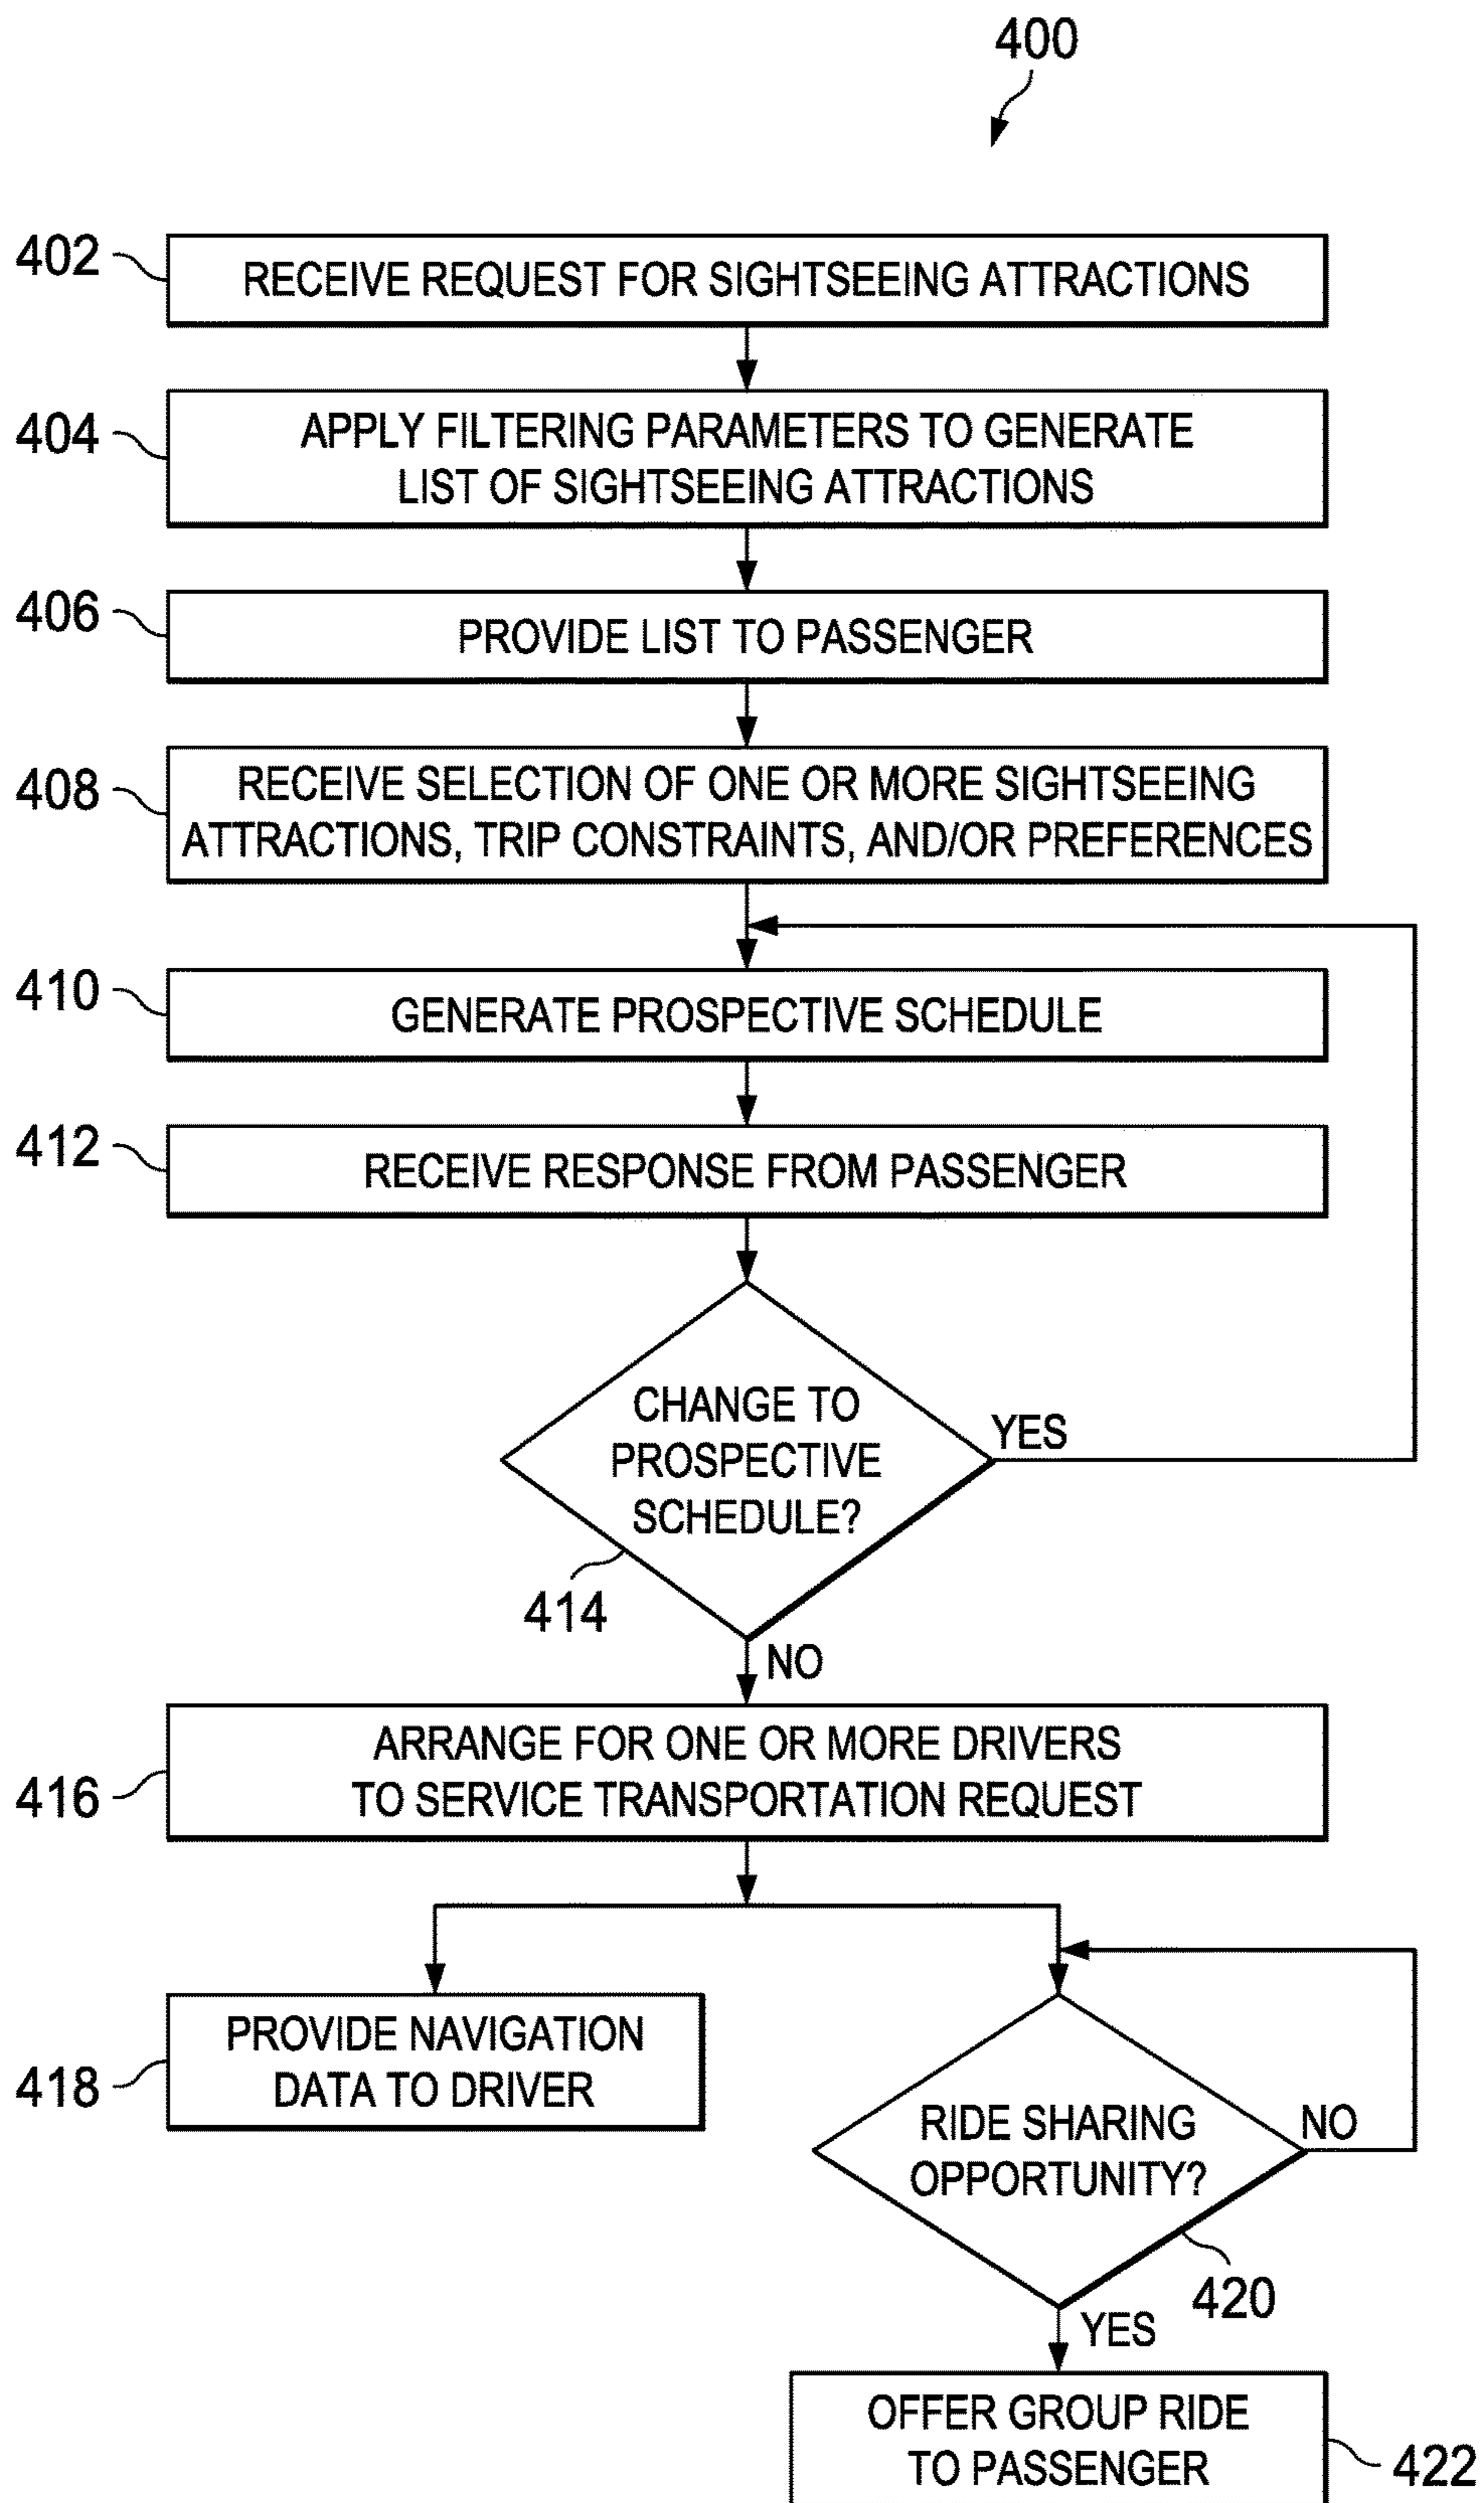 400
402
RECEIVE REQUEST FOR SIGHTSEEING ATTRACTIONS
404
APPLY FILTERING PARAMETERS TO GENERATE
LIST OF SIGHTSEEING ATTRACTIONS
406
PROVIDE LIST TO PASSENGER
408
RECEIVE SELECTION OF ONE OR MORE SIGHTSEEING
ATTRACTIONS, TRIP CONSTRAINTS, AND/OR PREFERENCES
410
GENERATE PROSPECTIVE SCHEDULE
412
RECEIVE RESPONSE FROM PASSENGER
CHANGE TO
PROSPECTIVE
SCHEDULE?
YES
414
NO
416
ARRANGE FOR ONE OR MORE DRIVERS
TO SERVICE TRANSPORTATION REQUEST
418
PROVIDE NAVIGATION
DATA TO DRIVER
RIDE SHARING
OPPORTUNITY?
NO
420
YES
OFFER GROUP RIDE
TO PASSENGER
422